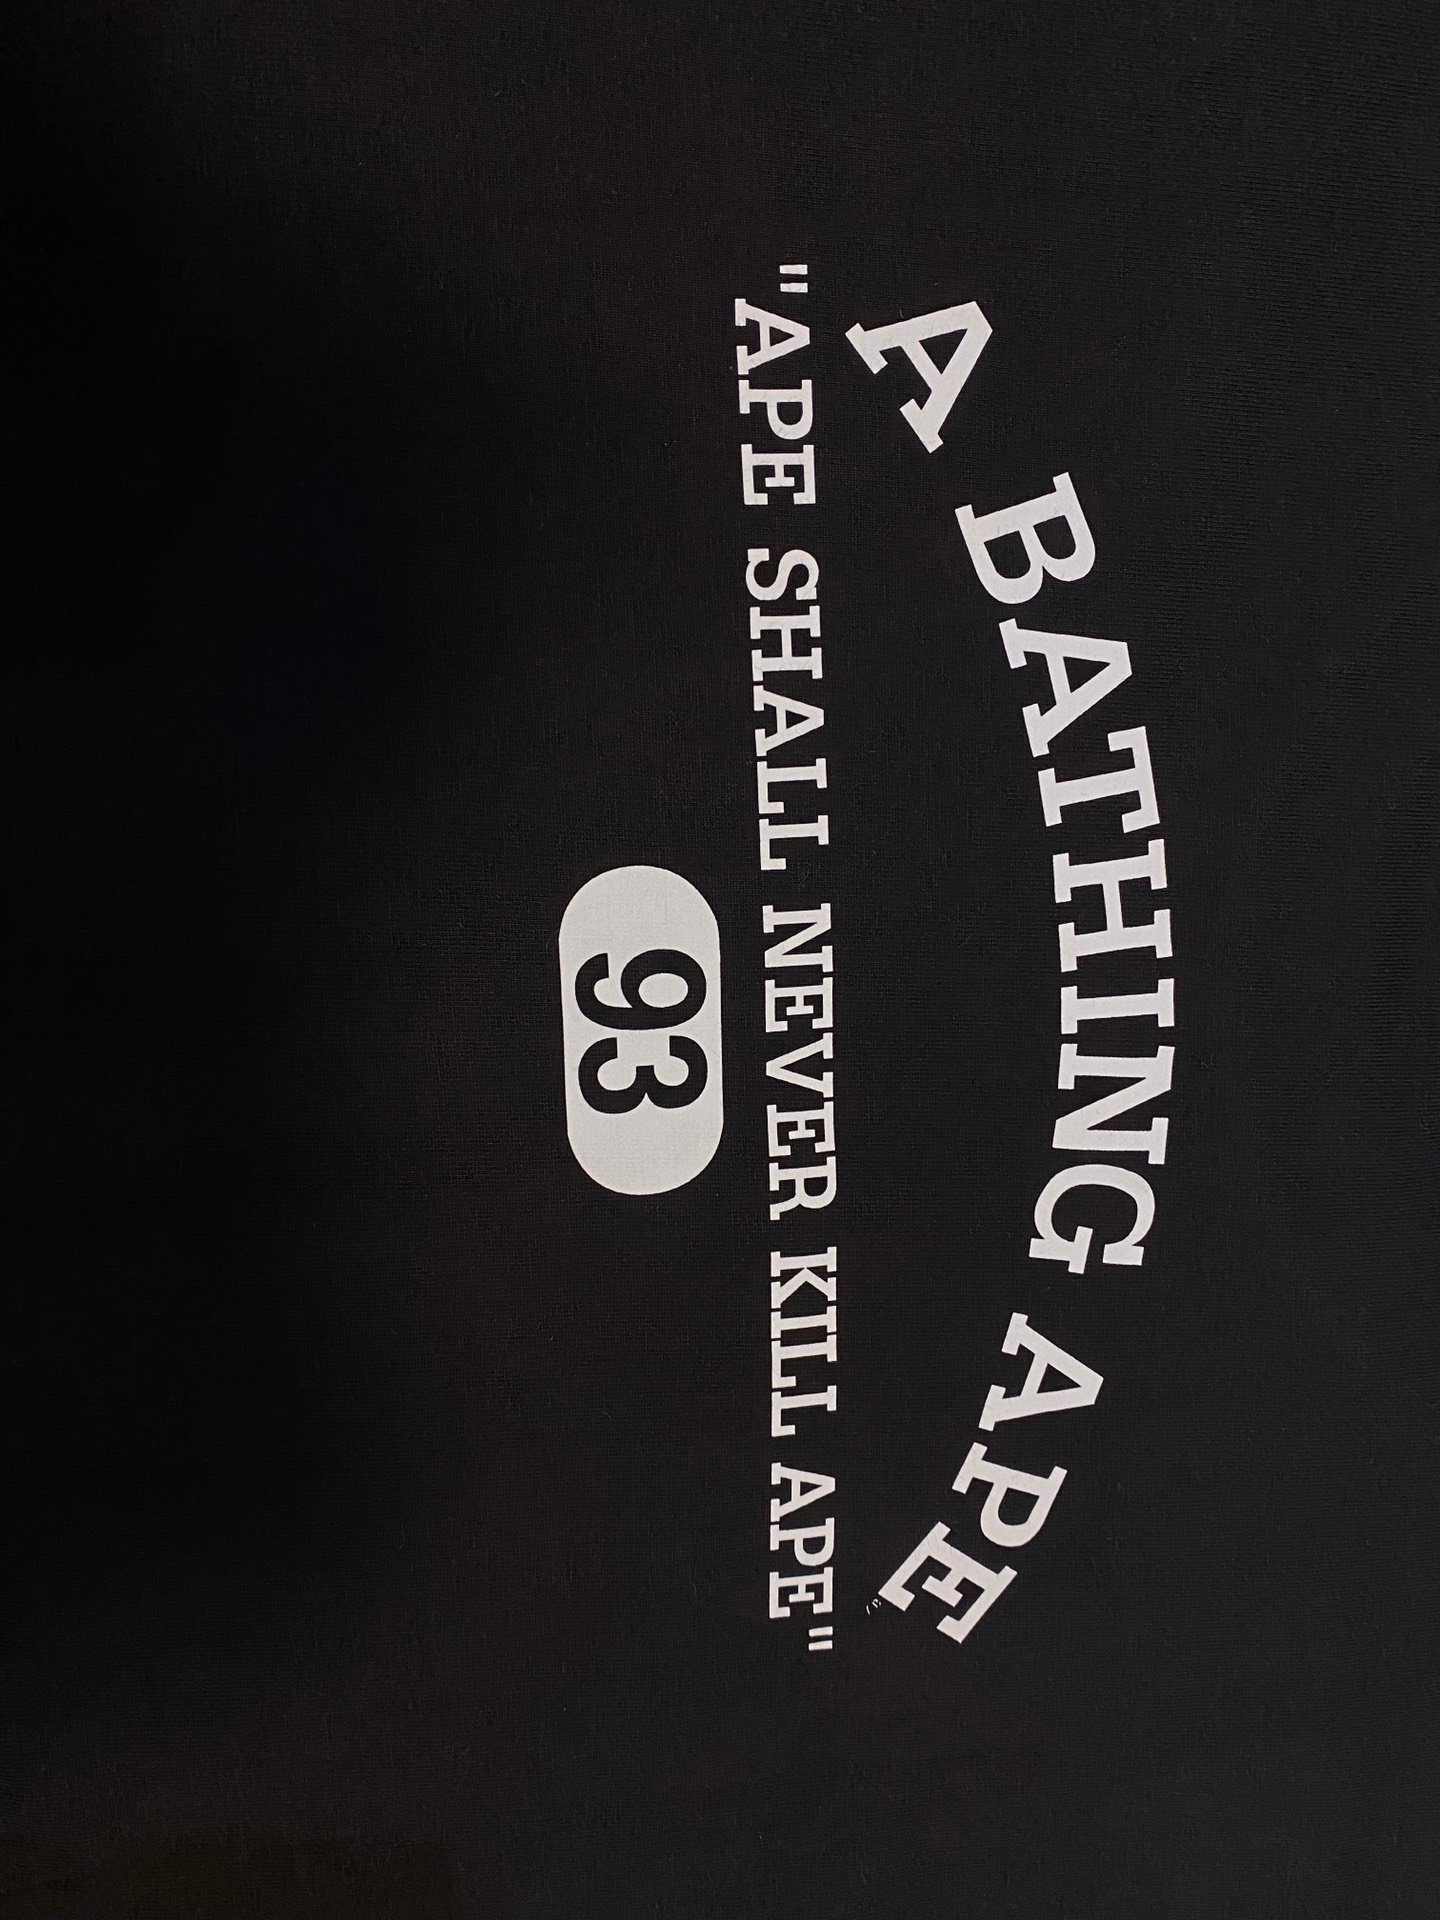 A BATHING APE
"APE SHALL NEVER KILL APE"
93